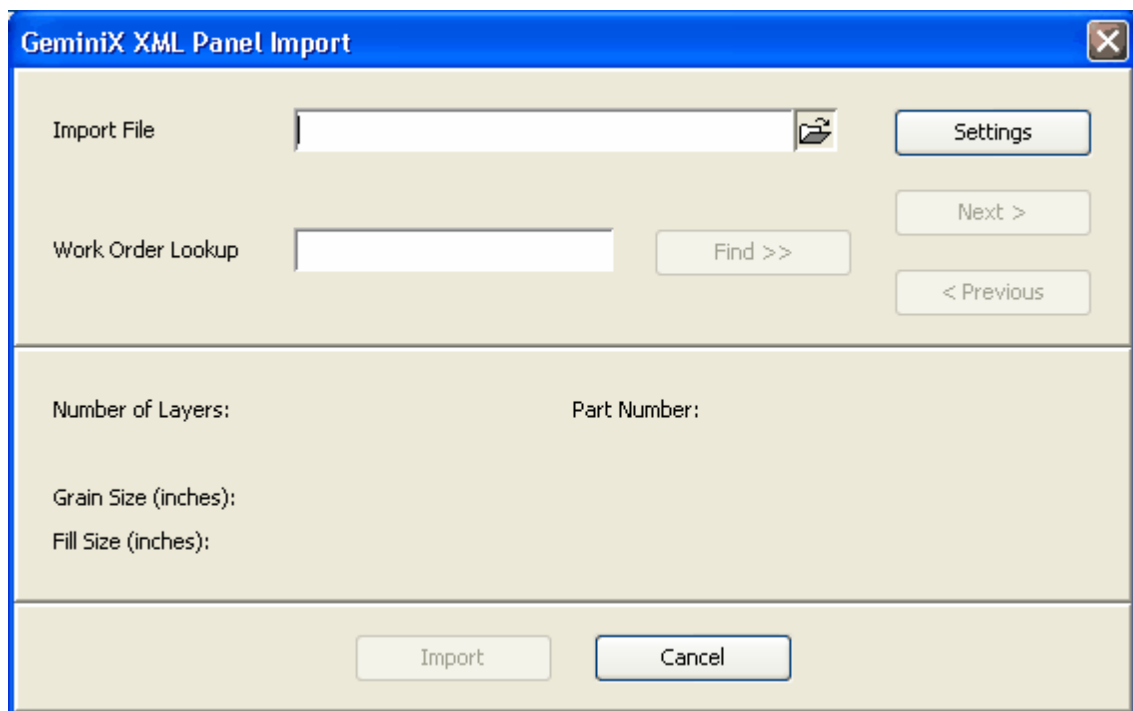 GeminiX XML Panel Import
Import File
Settings
Next >
Work Order Lookup
Find >>
< Previous
Number of Layers:
Part Number:
Grain Size (inches):
Fill Size (inches):
Import
Cancel